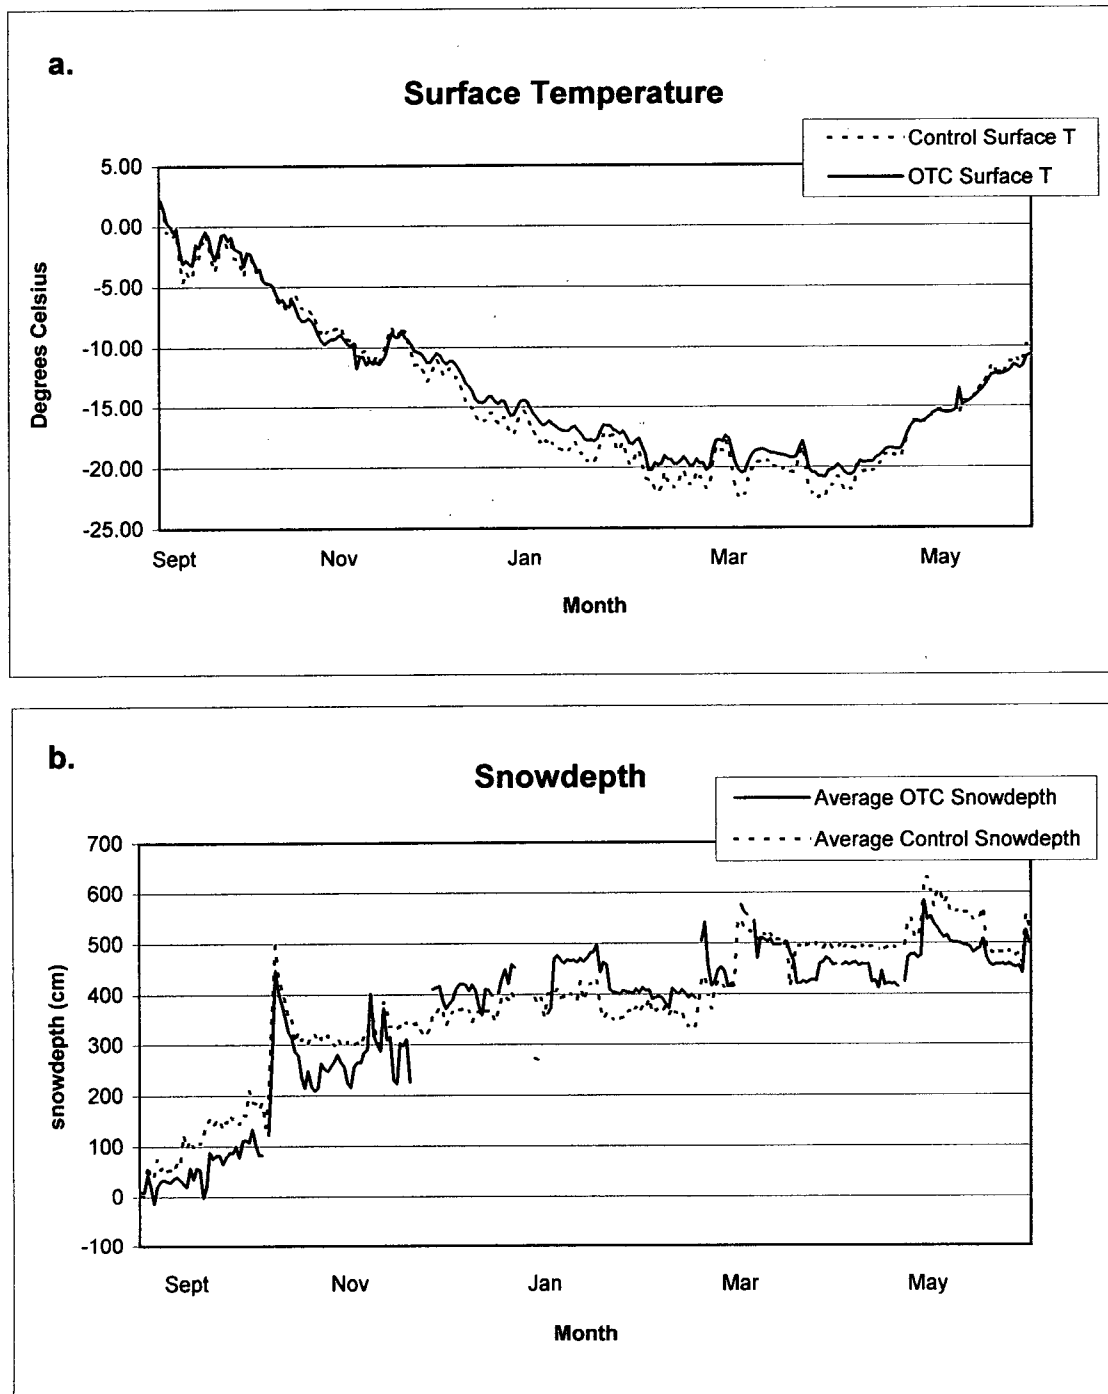 a.
Surface Temperature
Control Surface T
OTC Surface T
5.00
0.00
-5.00
-10.00
-15.00
-20.00
-25.00
Degrees Celsius
Sept Nov Jan Mar May
Month
b.
Snowdepth
Average OTC Snowdepth
Average Control Snowdepth
700
600
500
400
300
200
100
0
-100
snowdepth (cm)
Sept Nov Jan Mar May
Month